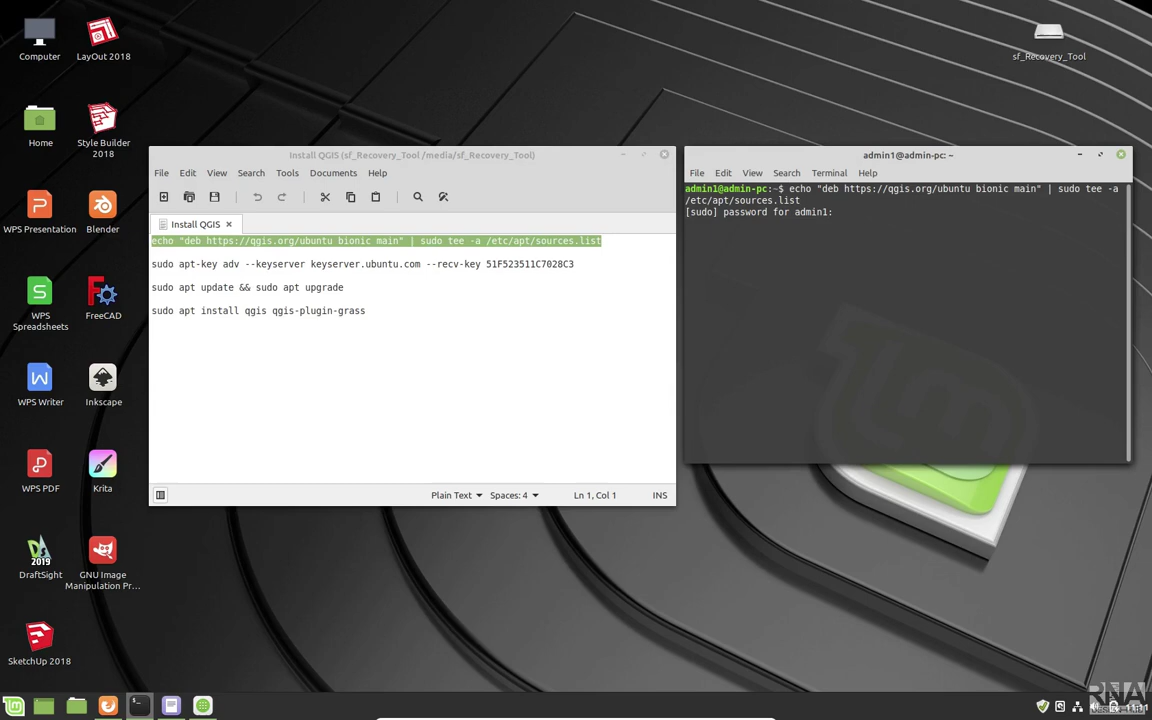 Computer
LayOut 2018
sf_Recovery_Tool
Home
Style Builder
2018
WPS Presentation
Blender
WPS
Spreadsheets
FreeCAD
WPS Writer
Inkscape
WPS PDF
Krita
2019
DraftSight
GNU Image
Manipulation Pr...
SketchUp 2018
Install QGIS (sf_Recovery_Tool /media/sf_Recovery_Tool)
File Edit View Search Tools Documents Help
Install QGIS
echo "deb https://qgis.org/ubuntu bionic main" | sudo tee -a /etc/apt/sources.list
sudo apt-key adv --keyserver keyserver.ubuntu.com --recv-key 51F523511C7028C3
sudo apt update && sudo apt upgrade
sudo apt install qgis qgis-plugin-grass
Plain Text Spaces: 4 Ln 1, Col 1 INS
admin1@admin-pc: ~
File Edit View Search Terminal Help
admin1@admin-pc:~$ echo "deb https://qgis.org/ubuntu bionic main" | sudo tee -a
/etc/apt/sources.list
[sudo] password for admin1:
RNA